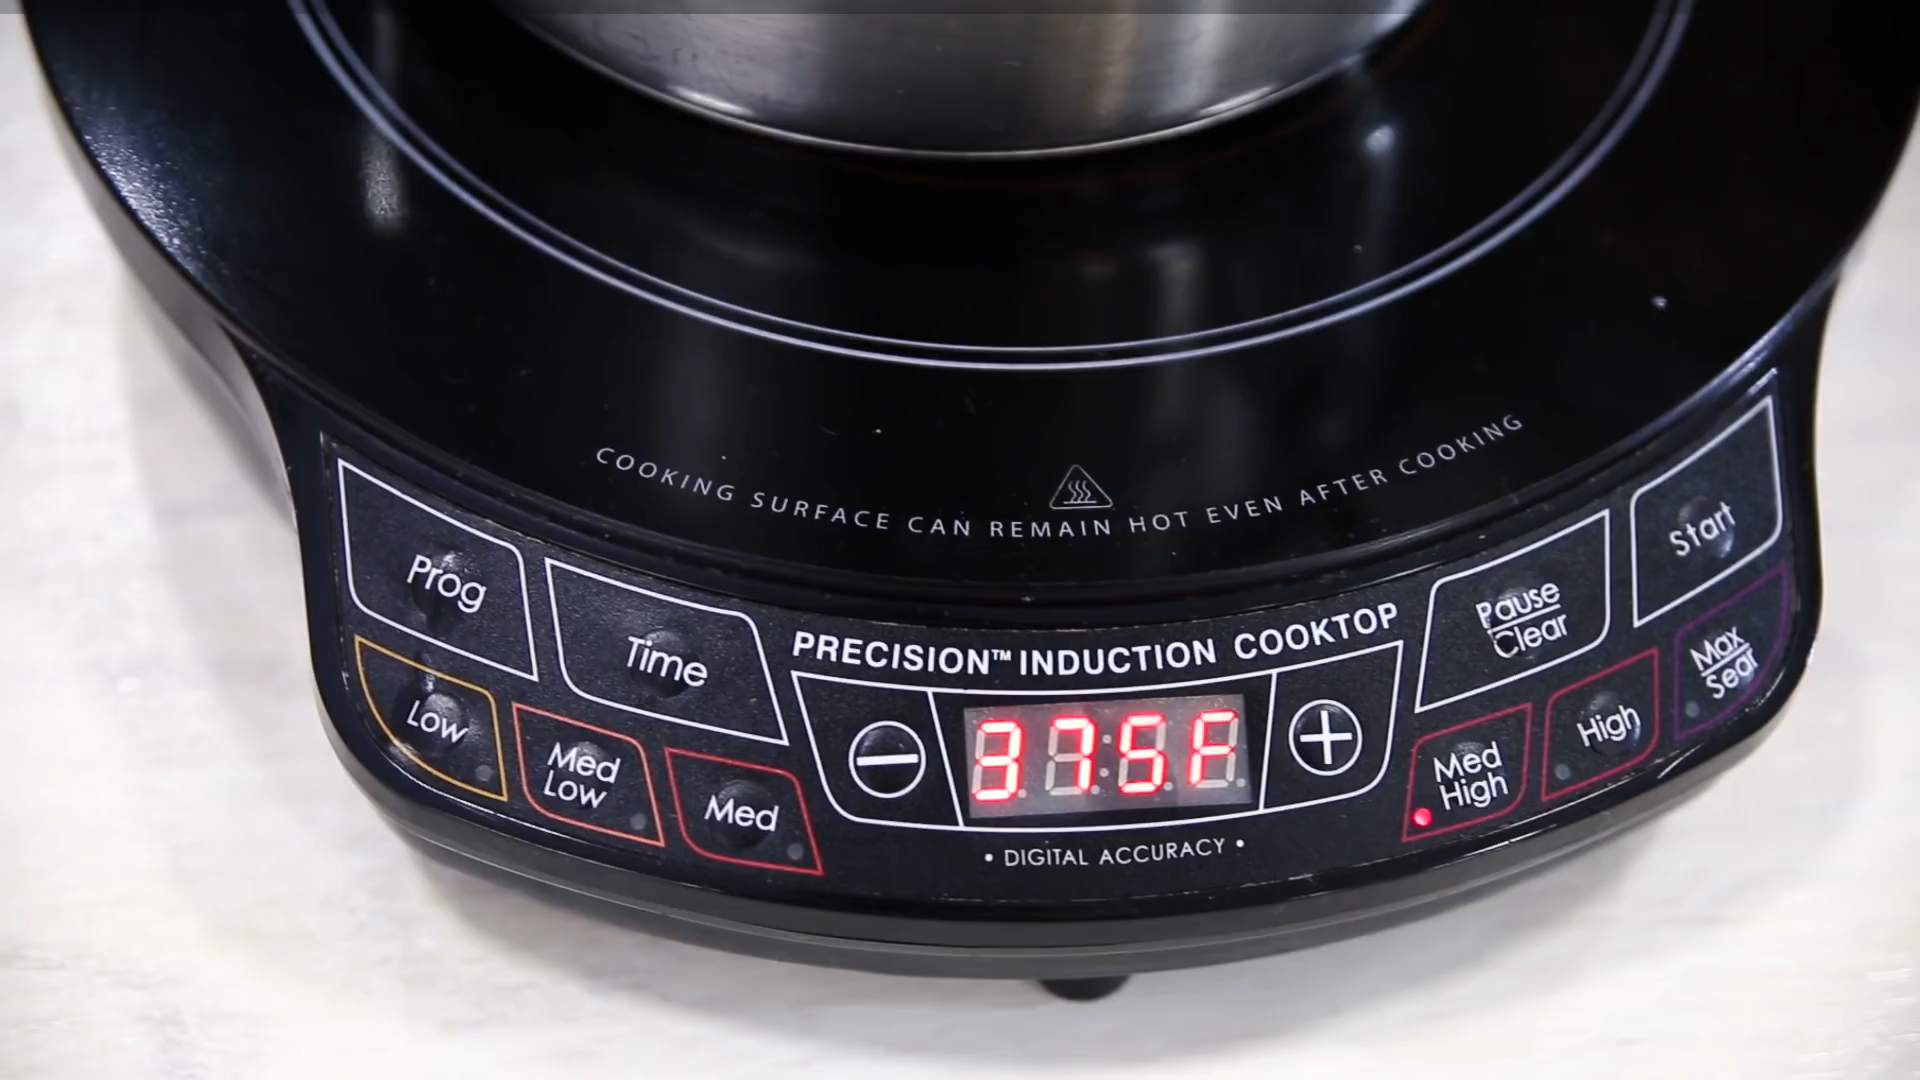 COOKING SURFACE CAN REMAIN HOT EVEN AFTER COOKING
Prog
Time
PRECISION™ INDUCTION COOKTOP
Pause
Clear
Start
Low
Med
Low
Med
375F
Med
High
High
Max
Sear
• DIGITAL ACCURACY •